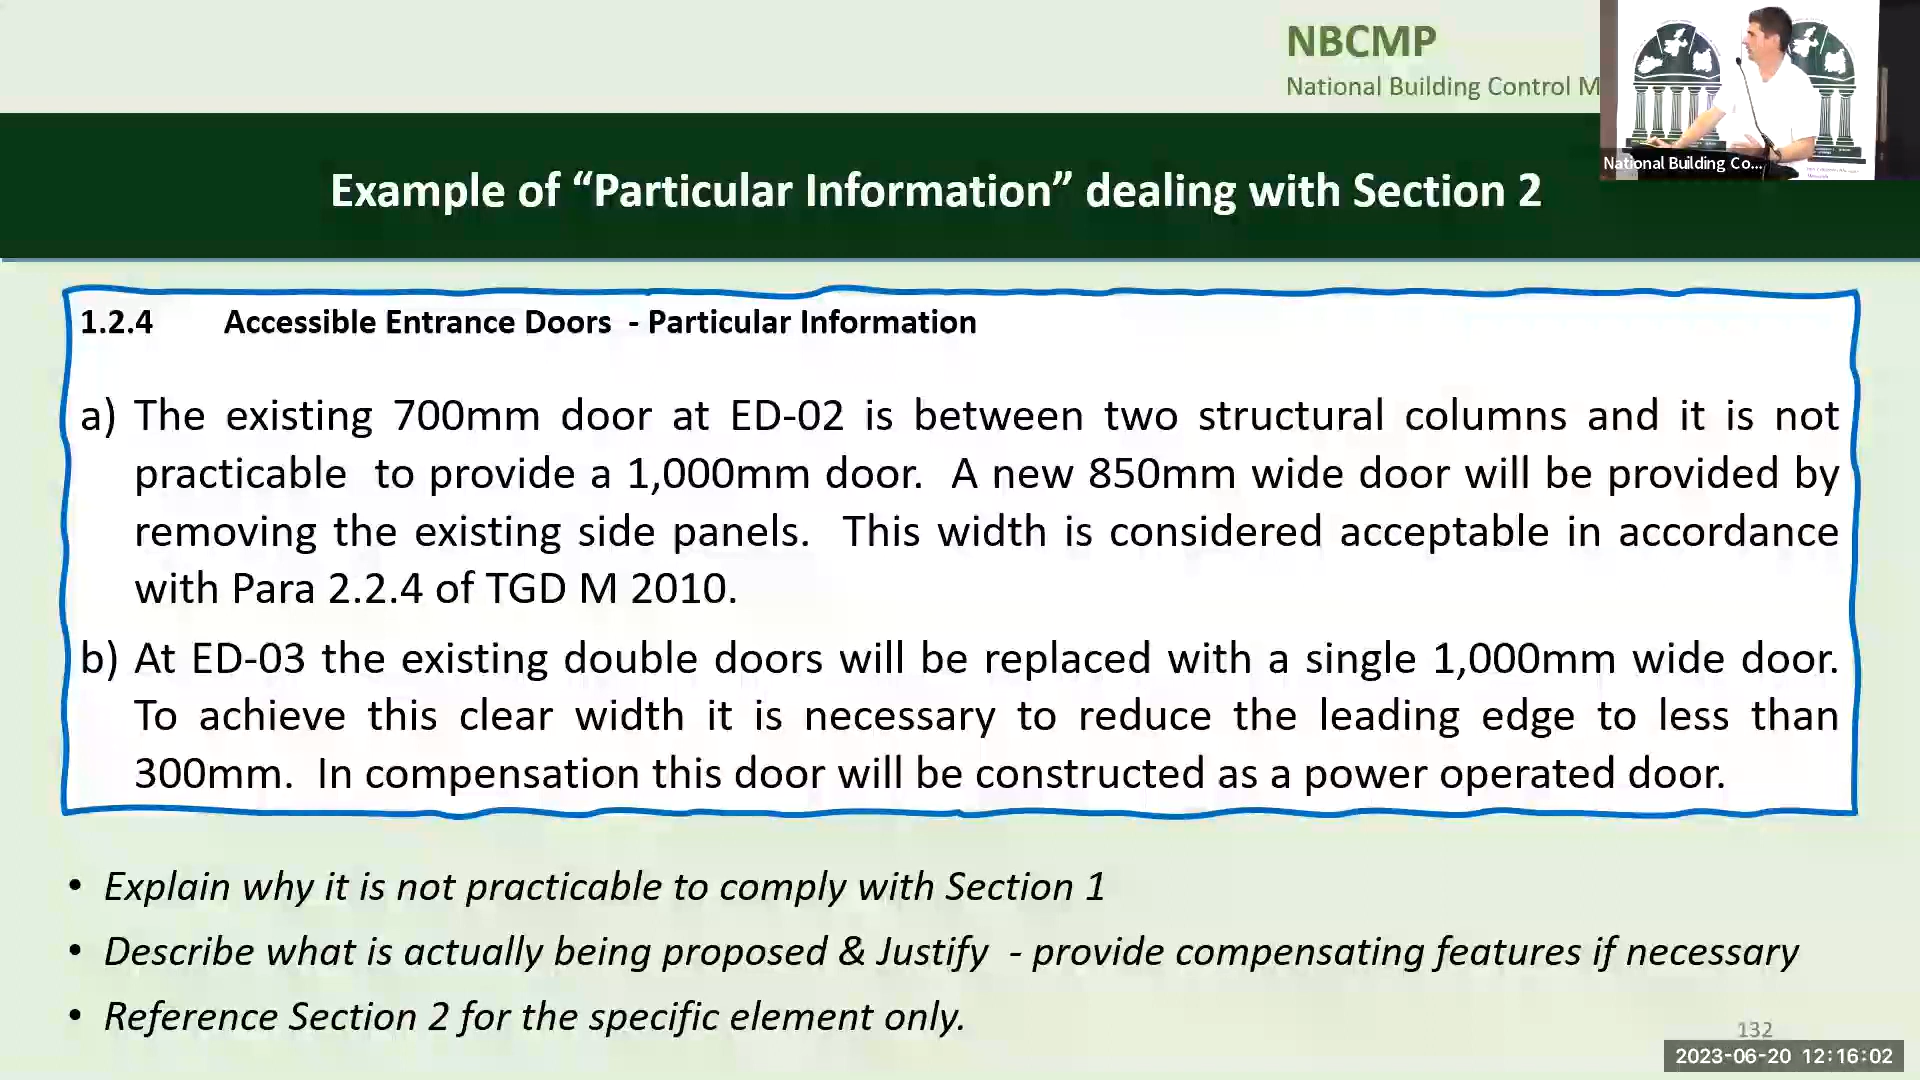 NBCMP
National Building Control M
National Building Co...
Example of “Particular Information” dealing with Section 2
1.2.4 Accessible Entrance Doors - Particular Information
a) The existing 700mm door at ED-02 is between two structural columns and it is not
practicable to provide a 1,000mm door. A new 850mm wide door will be provided by
removing the existing side panels. This width is considered acceptable in accordance
with Para 2.2.4 of TGD M 2010.
b) At ED-03 the existing double doors will be replaced with a single 1,000mm wide door.
To achieve this clear width it is necessary to reduce the leading edge to less than
300mm. In compensation this door will be constructed as a power operated door.
• Explain why it is not practicable to comply with Section 1
• Describe what is actually being proposed & Justify - provide compensating features if necessary
• Reference Section 2 for the specific element only.
132
2023-06-20 12:16:02